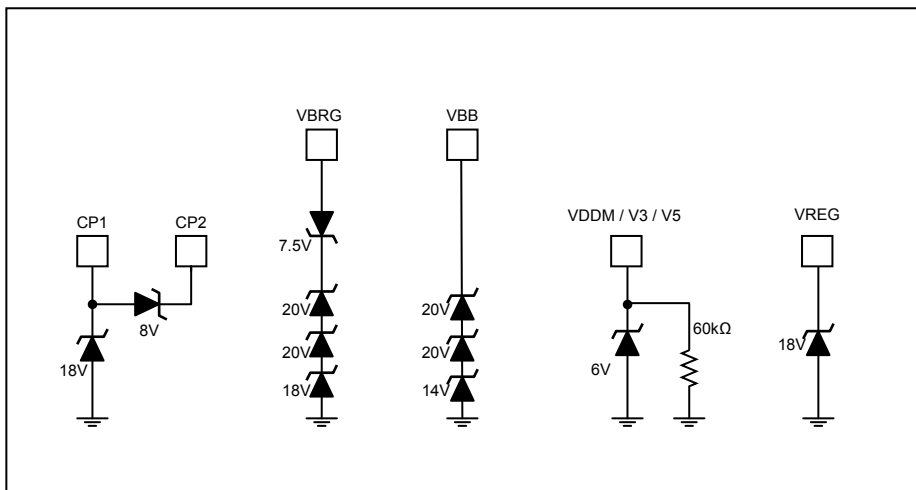 VBRG
VBB
CP1
CP2
VDDM / V3 / V5
VREG
7.5V
8V
18V
20V
20V
18V
20V
20V
14V
60kΩ
6V
18V